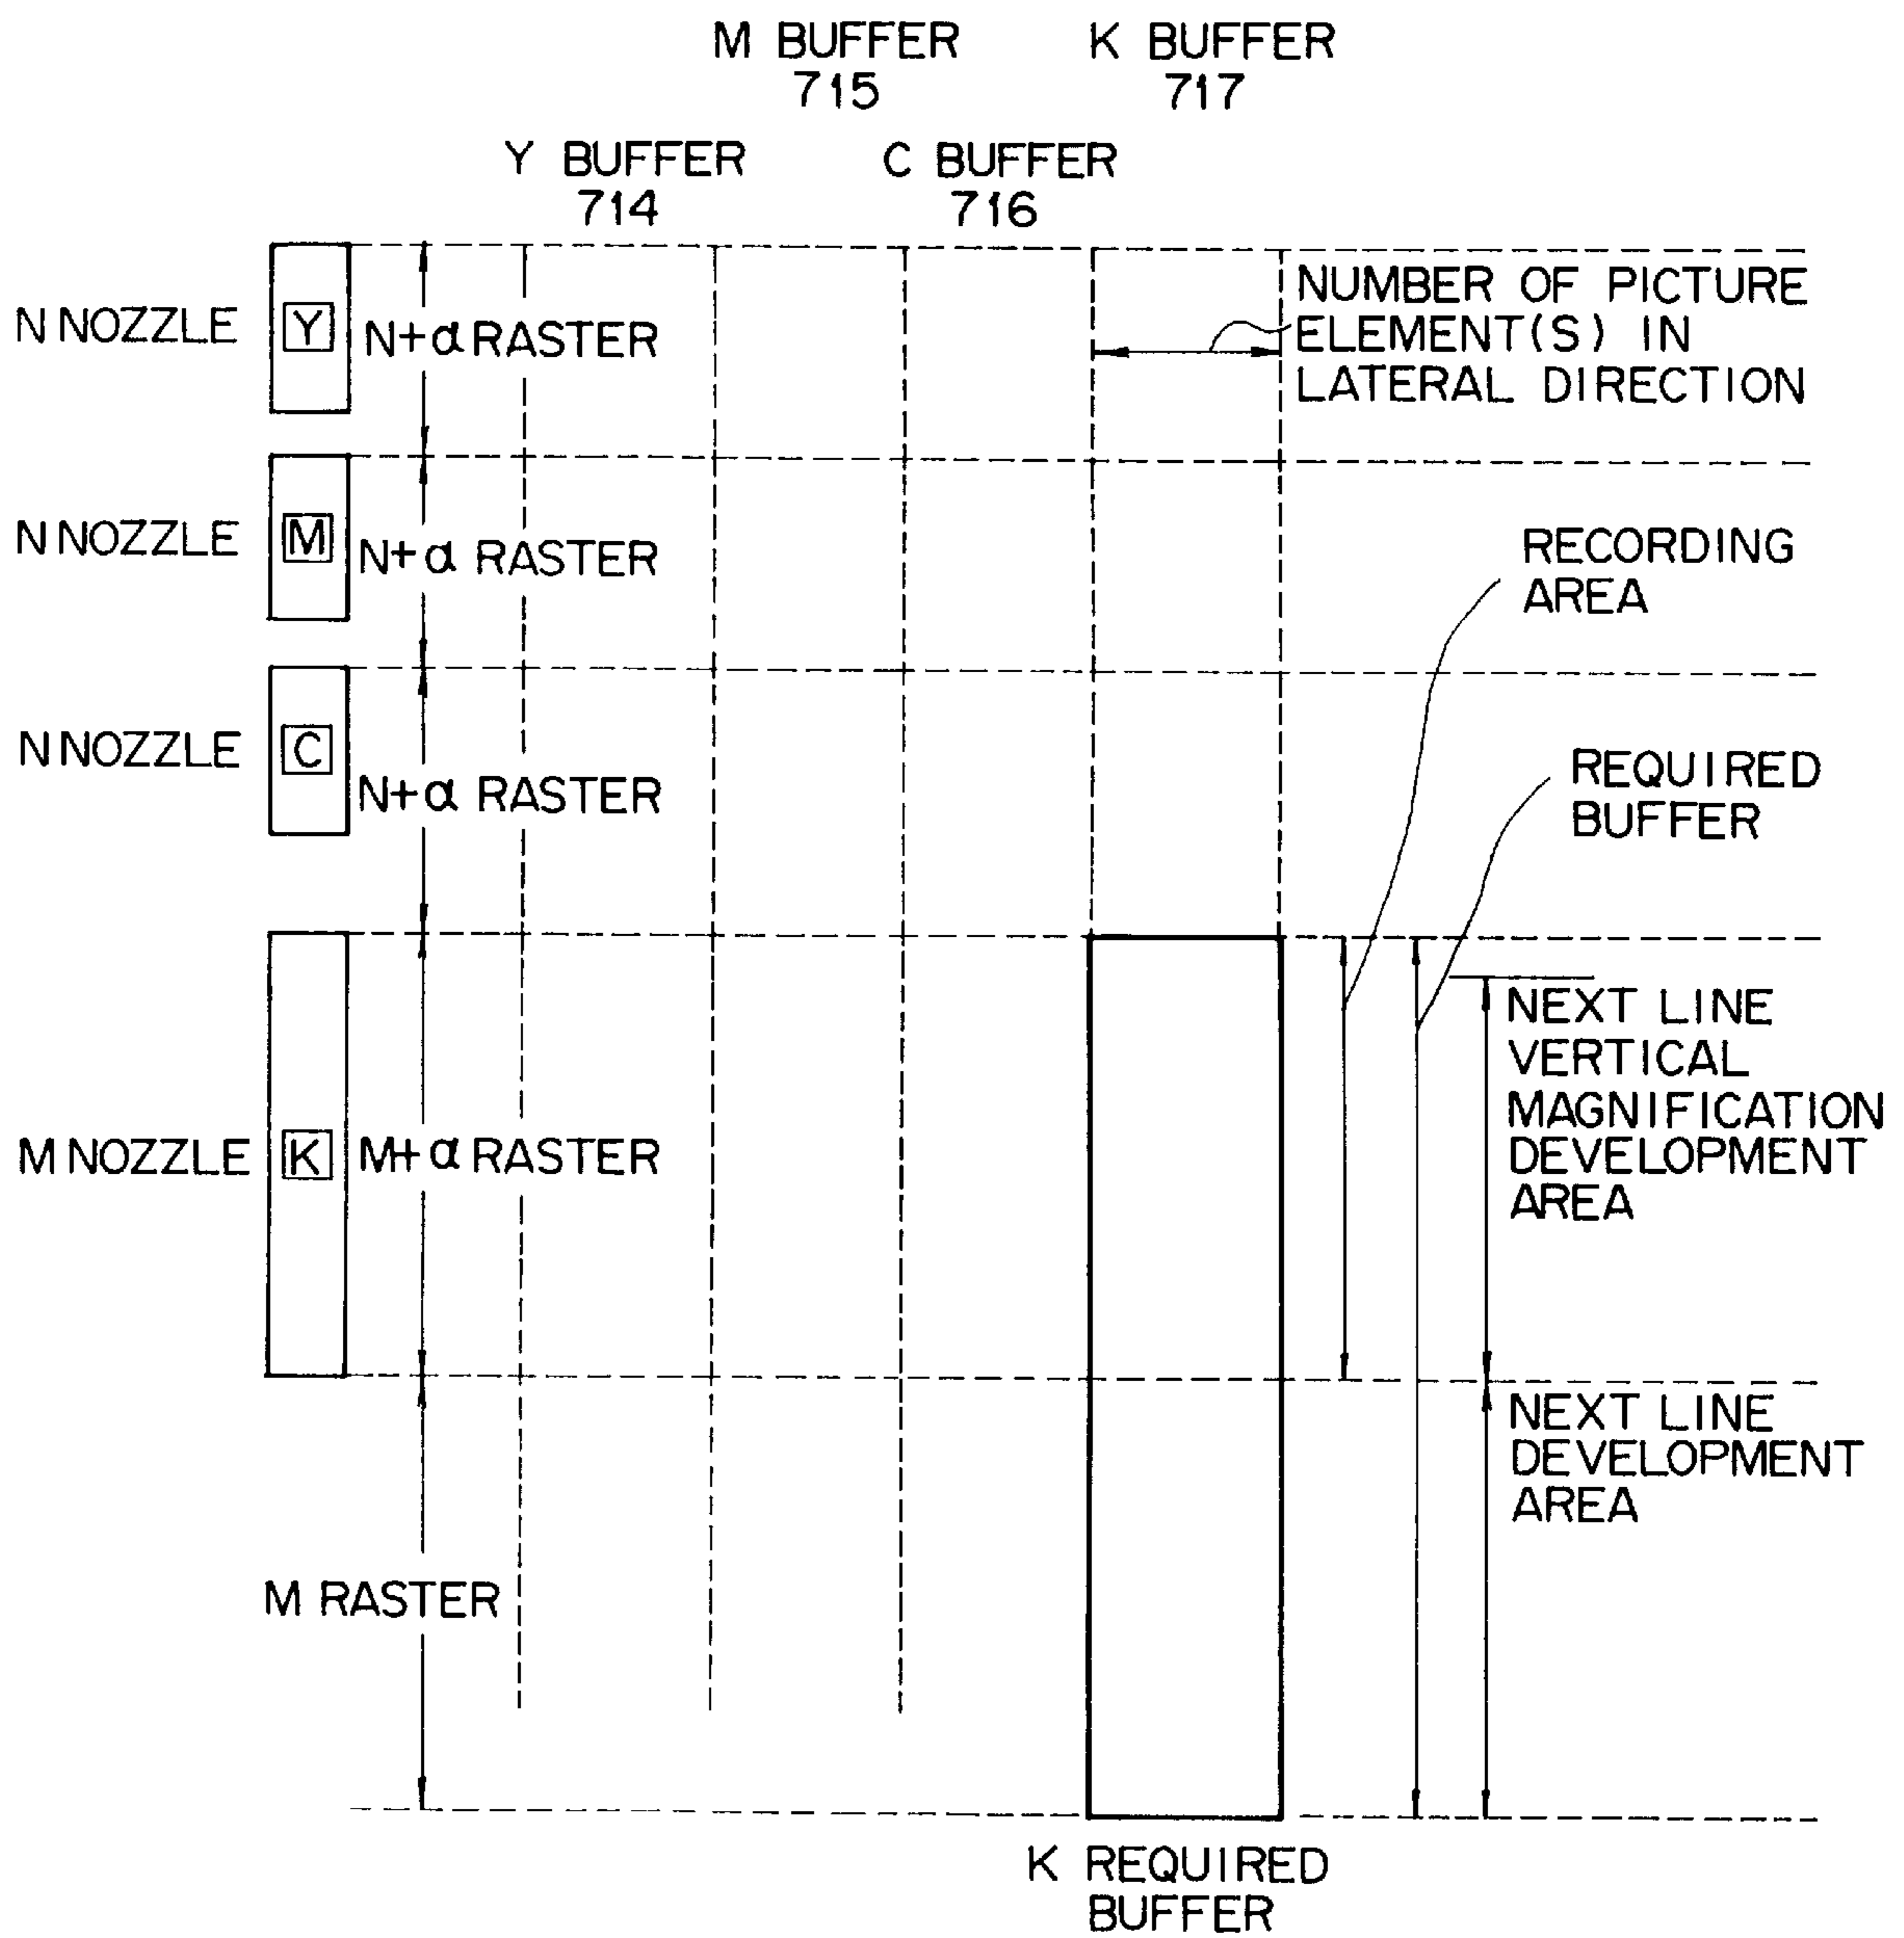 M BUFFER
715
K BUFFER
717
Y BUFFER
714
C BUFFER
716
N NOZZLE
Y
N+α RASTER
NUMBER OF PICTURE
ELEMENT(S) IN
LATERAL DIRECTION
N NOZZLE
M
N+α RASTER
RECORDING
AREA
N NOZZLE
C
N+α RASTER
REQUIRED
BUFFER
M NOZZLE
K
M+α RASTER
NEXT LINE
VERTICAL
MAGNIFICATION
DEVELOPMENT
AREA
NEXT LINE
DEVELOPMENT
AREA
M RASTER
K REQUIRED
BUFFER